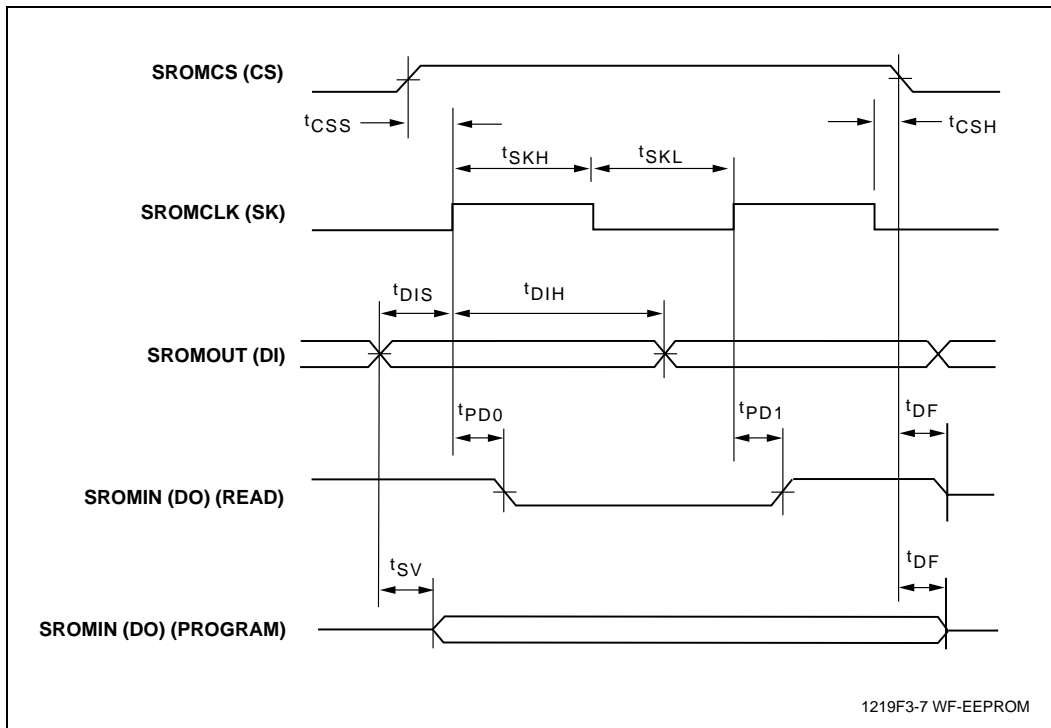 SROMCS (CS)
tCSS
tCSH
tSKH
tSKL
SROMCLK (SK)
tDIS
tDIH
SROMOUT (DI)
tPD0
tPD1
tDF
SROMIN (DO) (READ)
tSV
tDF
SROMIN (DO) (PROGRAM)
1219F3-7 WF-EEPROM